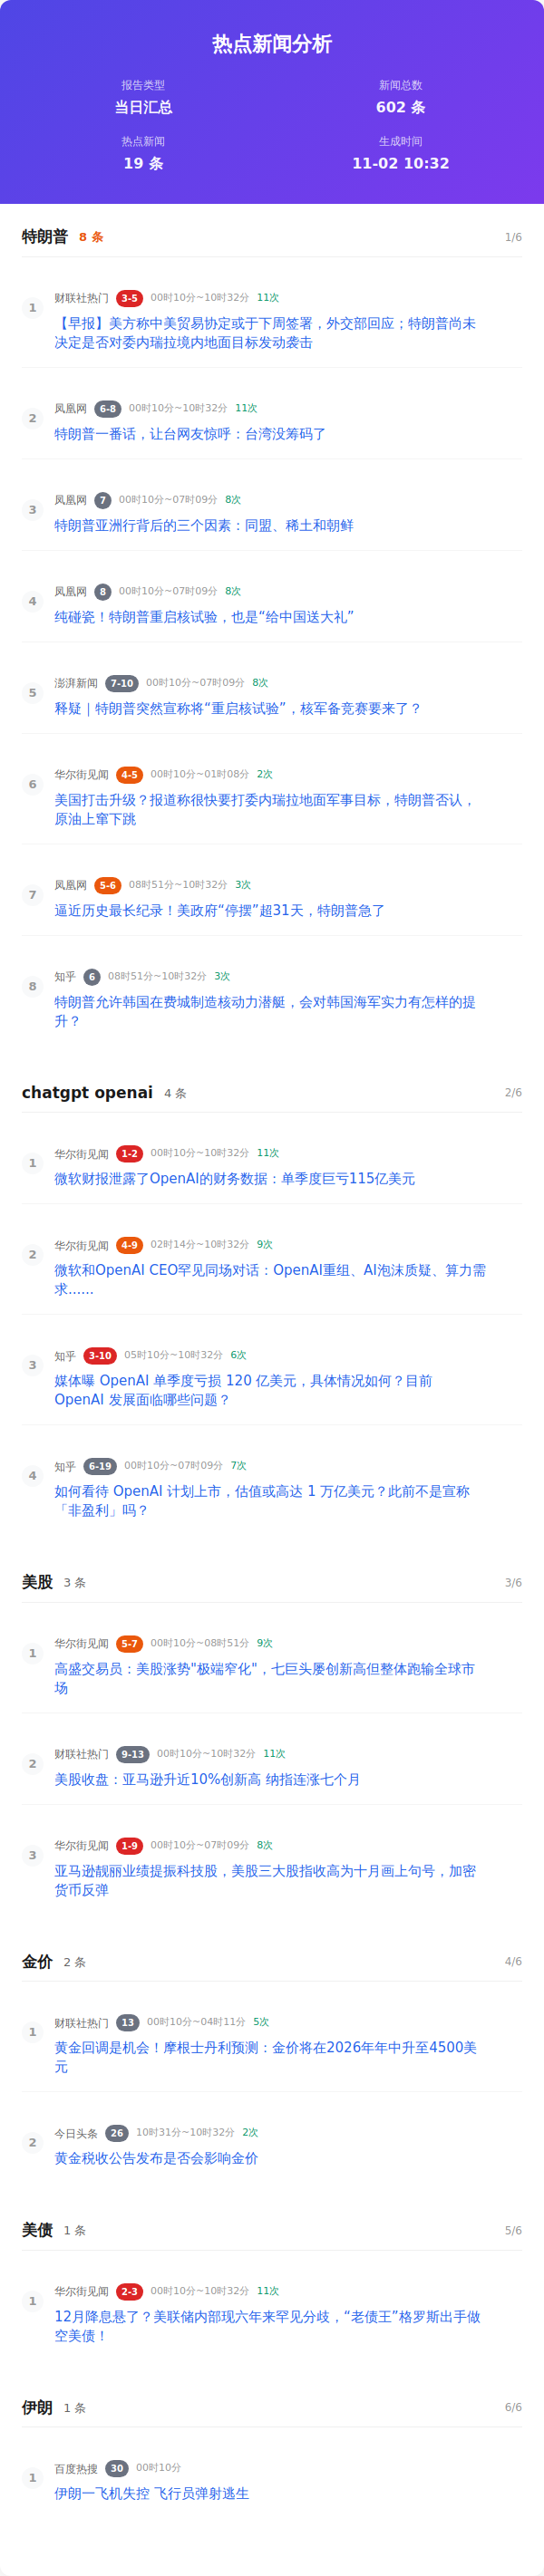 热点新闻分析
报告类型
当日汇总
新闻总数
602 条
热点新闻
19 条
生成时间
11-02 10:32
特朗普 8 条 1/6
1 财联社热门 3-5 00时10分~10时32分 11次
【早报】美方称中美贸易协定或于下周签署，外交部回应；特朗普尚未
决定是否对委内瑞拉境内地面目标发动袭击
2 凤凰网 6-8 00时10分~10时32分 11次
特朗普一番话，让台网友惊呼：台湾没筹码了
3 凤凰网 7 00时10分~07时09分 8次
特朗普亚洲行背后的三个因素：同盟、稀土和朝鲜
4 凤凰网 8 00时10分~07时09分 8次
纯碰瓷！特朗普重启核试验，也是“给中国送大礼”
5 澎湃新闻 7-10 00时10分~07时09分 8次
释疑｜特朗普突然宣称将“重启核试验”，核军备竞赛要来了？
6 华尔街见闻 4-5 00时10分~01时08分 2次
美国打击升级？报道称很快要打委内瑞拉地面军事目标，特朗普否认，
原油上窜下跳
7 凤凰网 5-6 08时51分~10时32分 3次
逼近历史最长纪录！美政府“停摆”超31天，特朗普急了
8 知乎 6 08时51分~10时32分 3次
特朗普允许韩国在费城制造核动力潜艇，会对韩国海军实力有怎样的提
升？
chatgpt openai 4 条 2/6
1 华尔街见闻 1-2 00时10分~10时32分 11次
微软财报泄露了OpenAI的财务数据：单季度巨亏115亿美元
2 华尔街见闻 4-9 02时14分~10时32分 9次
微软和OpenAI CEO罕见同场对话：OpenAI重组、AI泡沫质疑、算力需
求……
3 知乎 3-10 05时10分~10时32分 6次
媒体曝 OpenAI 单季度亏损 120 亿美元，具体情况如何？目前
OpenAI 发展面临哪些问题？
4 知乎 6-19 00时10分~07时09分 7次
如何看待 OpenAI 计划上市，估值或高达 1 万亿美元？此前不是宣称
「非盈利」吗？
美股 3 条 3/6
1 华尔街见闻 5-7 00时10分~08时51分 9次
高盛交易员：美股涨势"极端窄化"，七巨头屡创新高但整体跑输全球市
场
2 财联社热门 9-13 00时10分~10时32分 11次
美股收盘：亚马逊升近10%创新高 纳指连涨七个月
3 华尔街见闻 1-9 00时10分~07时09分 8次
亚马逊靓丽业绩提振科技股，美股三大股指收高为十月画上句号，加密
货币反弹
金价 2 条 4/6
1 财联社热门 13 00时10分~04时11分 5次
黄金回调是机会！摩根士丹利预测：金价将在2026年年中升至4500美
元
2 今日头条 26 10时31分~10时32分 2次
黄金税收公告发布是否会影响金价
美债 1 条 5/6
1 华尔街见闻 2-3 00时10分~10时32分 11次
12月降息悬了？美联储内部现六年来罕见分歧，“老债王”格罗斯出手做
空美债！
伊朗 1 条 6/6
1 百度热搜 30 00时10分
伊朗一飞机失控 飞行员弹射逃生